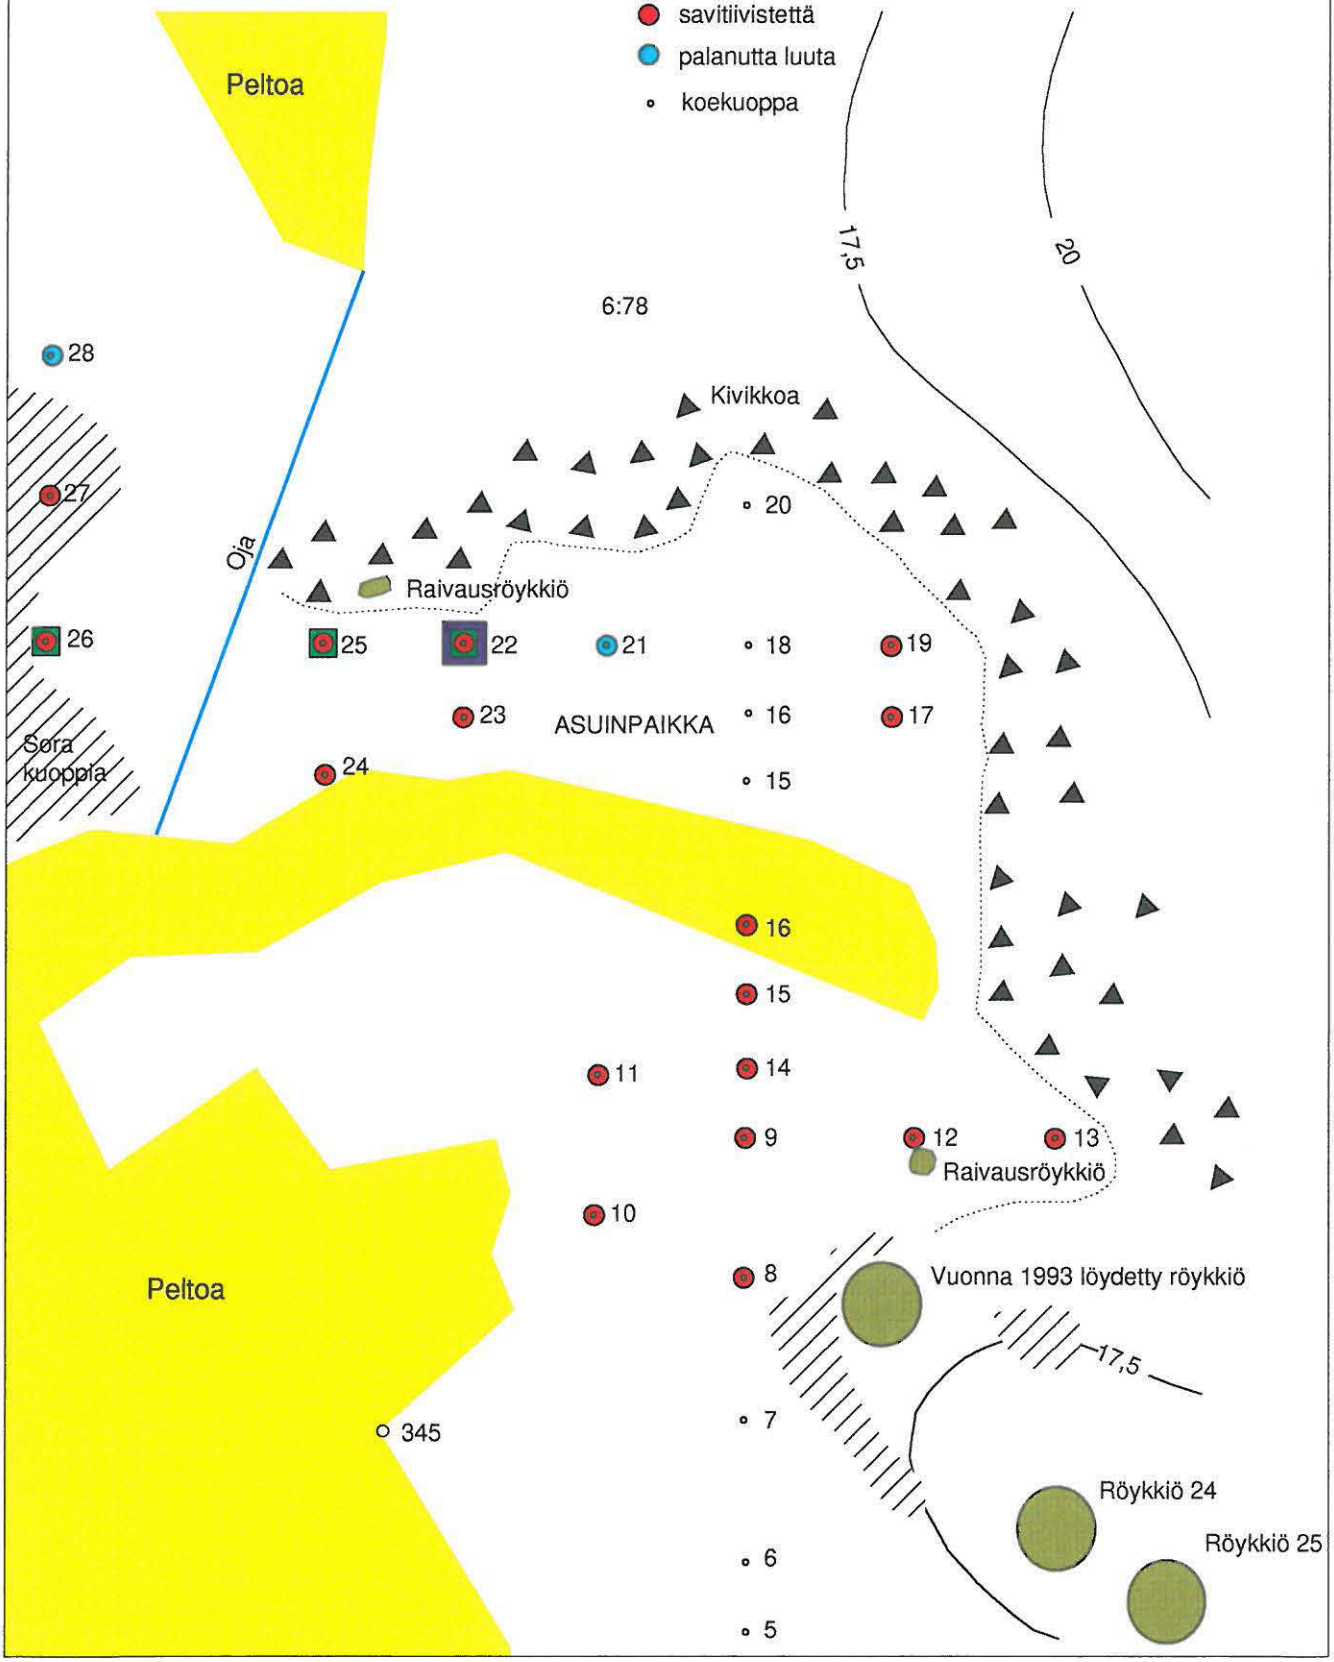 savitiivistettä
palanutta luuta
koekuoppa
Peltoa
17,5
20
6:78
28
Kivikkoa
27
20
Oja
Raivausröykkiö
26
25
22
21
18
19
23
ASUINPAIKKA
16
17
Sora
kuoppia
24
15
16
15
11
14
9
12
13
Raivausröykkiö
10
8
Vuonna 1993 löydetty röykkiö
Peltoa
17,5
7
345
Röykkiö 24
Röykkiö 25
6
5